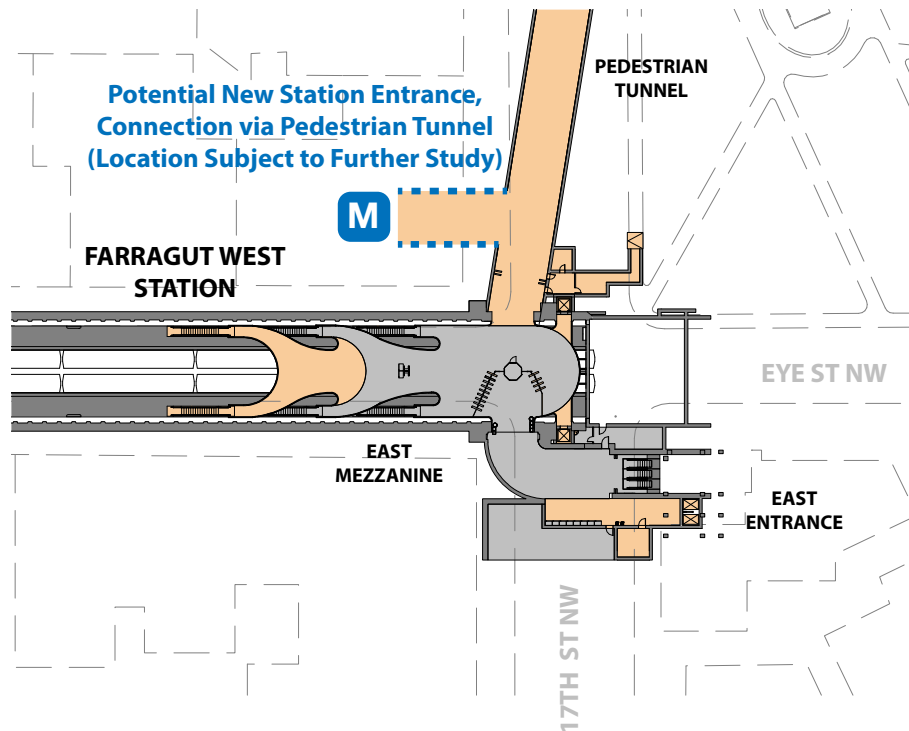 PEDESTRIAN
TUNNEL
Potential New Station Entrance,
Connection via Pedestrian Tunnel
(Location Subject to Further Study)
M
FARRAGUT WEST
STATION
EYE ST NW
EAST
MEZZANINE
EAST
ENTRANCE
17TH ST NW